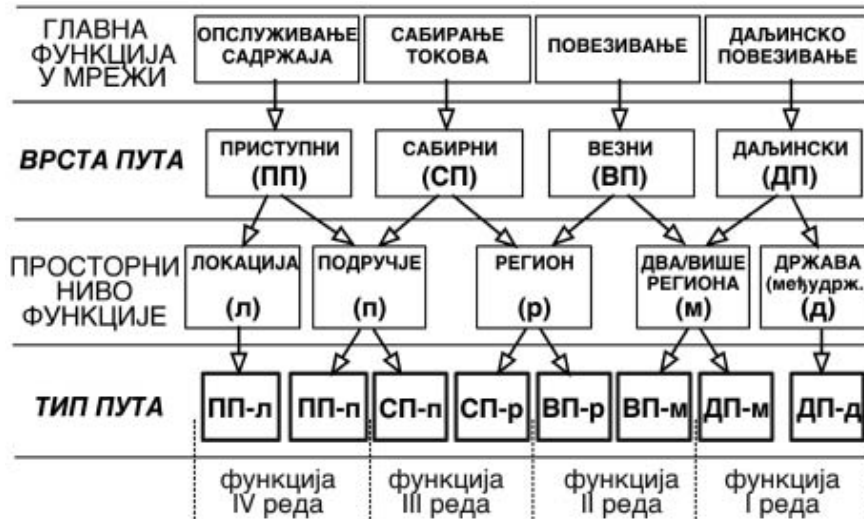 ГЛАВНА
ФУНКЦИЈА
У МРЕЖИ
ОПСЛУЖИВАЊЕ
САДРЖАЈА
САБИРАЊЕ
ТОКОВА
ПОВЕЗИВАЊЕ
ДАЉИНСКО
ПОВЕЗИВАЊЕ
ВРСТА ПУТА
ПРИСТУПНИ
(ПП)
САБИРНИ
(СП)
ВЕЗНИ
(ВП)
ДАЉИНСКИ
(ДП)
ПРОСТОРНИ
НИВО
ФУНКЦИЈЕ
ЛОКАЦИЈА
(л)
ПОДРУЧЈЕ
(п)
РЕГИОН
(р)
ДВА/ВИШЕ
РЕГИОНА
(м)
ДРЖАВА
(међудрж.)
(д)
ТИП ПУТА
ПП-л
ПП-п
СП-п
СП-р
ВП-р
ВП-м
ДП-м
ДП-д
функција
IV реда
функција
III реда
функција
II реда
функција
I реда